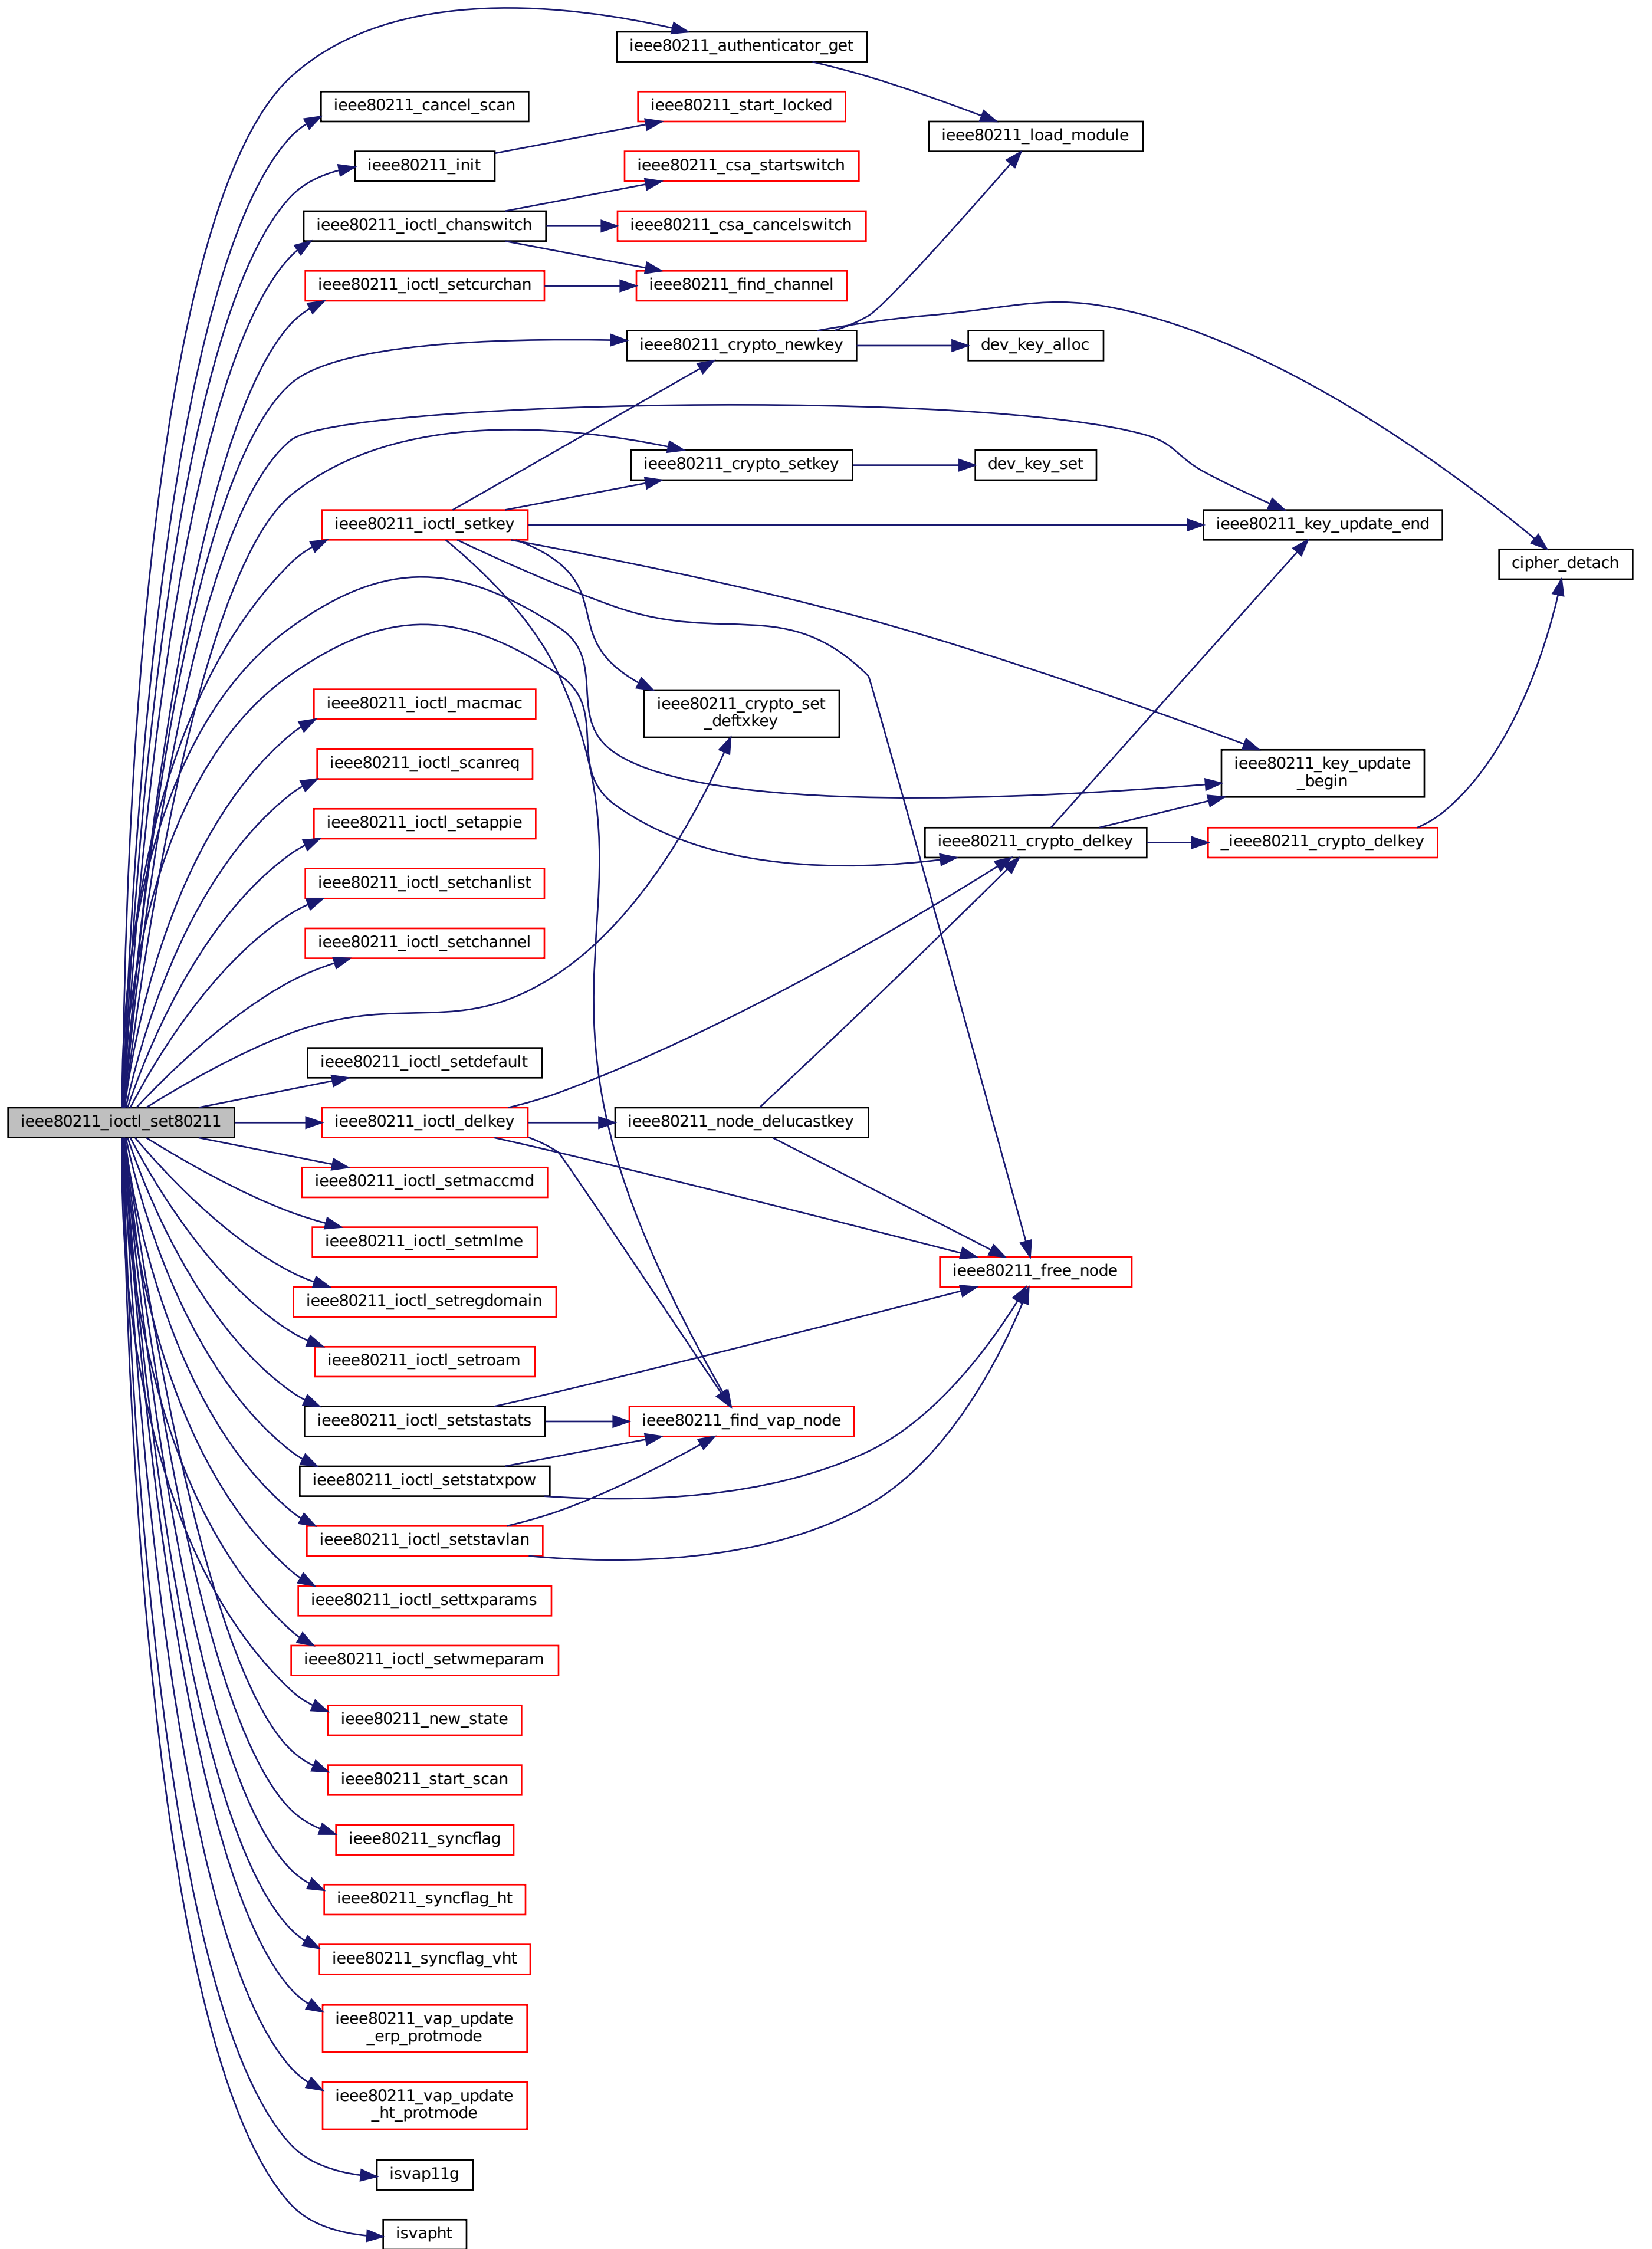 ieee80211_authenticator_get
ieee80211_cancel_scan
ieee80211_start_locked
ieee80211_load_module
ieee80211_init
ieee80211_csa_startswitch
ieee80211_ioctl_chanswitch
ieee80211_csa_cancelswitch
ieee80211_ioctl_setcurchan
ieee80211_find_channel
ieee80211_crypto_newkey
dev_key_alloc
ieee80211_crypto_setkey
dev_key_set
ieee80211_ioctl_setkey
ieee80211_key_update_end
cipher_detach
ieee80211_ioctl_macmac
ieee80211_crypto_set
_deftxkey
ieee80211_ioctl_scanreq
ieee80211_key_update
_begin
ieee80211_ioctl_setappie
ieee80211_crypto_delkey
_ieee80211_crypto_delkey
ieee80211_ioctl_setchanlist
ieee80211_ioctl_setchannel
ieee80211_ioctl_setdefault
ieee80211_ioctl_set80211
ieee80211_ioctl_delkey
ieee80211_node_delucastkey
ieee80211_ioctl_setmaccmd
ieee80211_ioctl_setmlme
ieee80211_free_node
ieee80211_ioctl_setregdomain
ieee80211_ioctl_setroam
ieee80211_ioctl_setstastats
ieee80211_find_vap_node
ieee80211_ioctl_setstatxpow
ieee80211_ioctl_setstavlan
ieee80211_ioctl_settxparams
ieee80211_ioctl_setwmeparam
ieee80211_new_state
ieee80211_start_scan
ieee80211_syncflag
ieee80211_syncflag_ht
ieee80211_syncflag_vht
ieee80211_vap_update
_erp_protmode
ieee80211_vap_update
_ht_protmode
isvap11g
isvapht